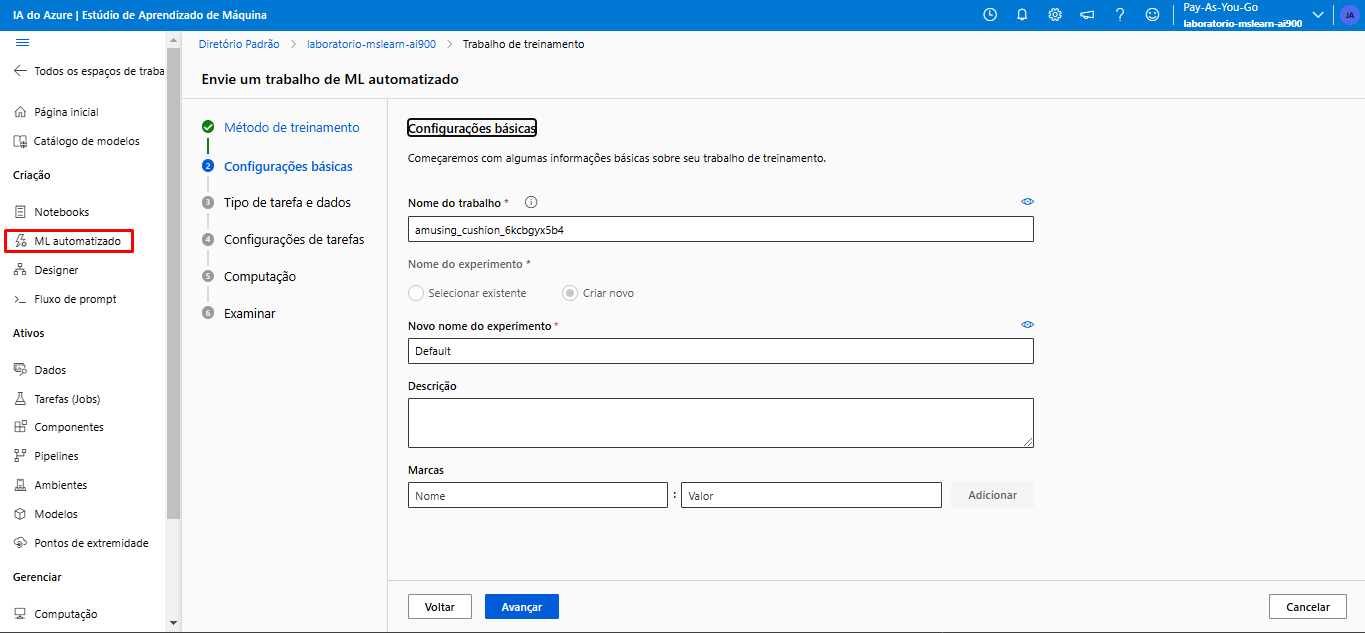 IA do Azure | Estúdio de Aprendizado de Máquina
Pay-As-You-Go
laboratorio-mslearn-ai900
JA
Todos os espaços de traba
Página inicial
Catálogo de modelos
Criação
Notebooks
ML automatizado
Designer
Fluxo de prompt
Ativos
Dados
Tarefas (Jobs)
Componentes
Pipelines
Ambientes
Modelos
Pontos de extremidade
Gerenciar
Computação
Diretório Padrão > laboratorio-mslearn-ai900 > Trabalho de treinamento
Envie um trabalho de ML automatizado
Método de treinamento
2 Configurações básicas
3 Tipo de tarefa e dados
4 Configurações de tarefas
5 Computação
6 Examinar
Configurações básicas
Começaremos com algumas informações básicas sobre seu trabalho de treinamento.
Nome do trabalho *
amusing_cushion_6kcbgyx5b4
Nome do experimento *
Selecionar existente Criar novo
Novo nome do experimento *
Default
Descrição
Marcas
Nome : Valor Adicionar
Voltar Avançar Cancelar